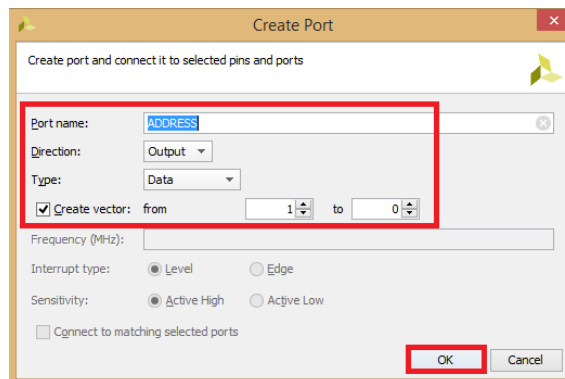 Create Port
Create port and connect it to selected pins and ports
Port name: ADDRESS
Direction: Output
Type: Data
Create vector: from 1 to 0
Frequency (MHz):
Interrupt type: Level Edge
Sensitivity: Active High Active Low
Connect to matching selected ports
OK Cancel